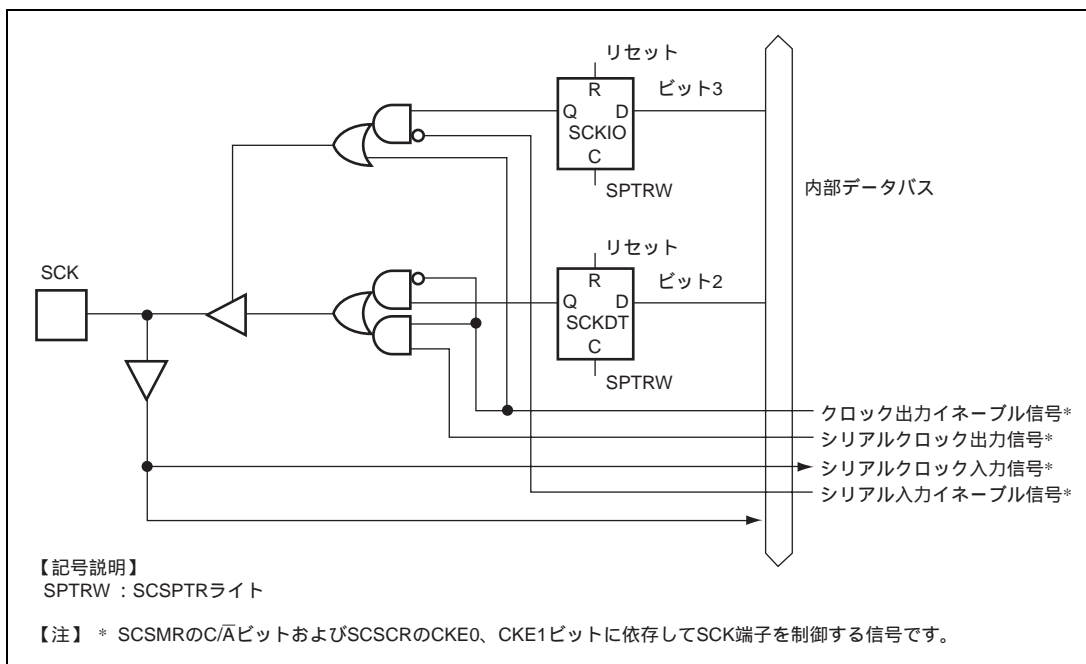 リセット
R
ビット3
Q D
SCKIO
C
SPTRW
内部データバス
リセット
R
ビット2
Q D
SCKDT
C
SPTRW
SCK
クロック出力イネーブル信号*
シリアルクロック出力信号*
シリアルクロック入力信号*
シリアル入力イネーブル信号*
【記号説明】
SPTRW : SCSPTRライト
【注】 * SCSMRのC/A̅ビットおよびSCSCRのCKE0、CKE1ビットに依存してSCK端子を制御する信号です。